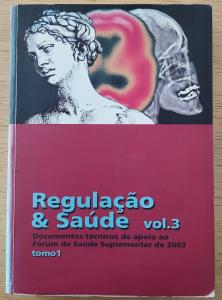 Regulação
& Saúde vol.3
Documentos técnicos de apoio ao
Fórum de Saúde Suplementar de 2003
tomo1